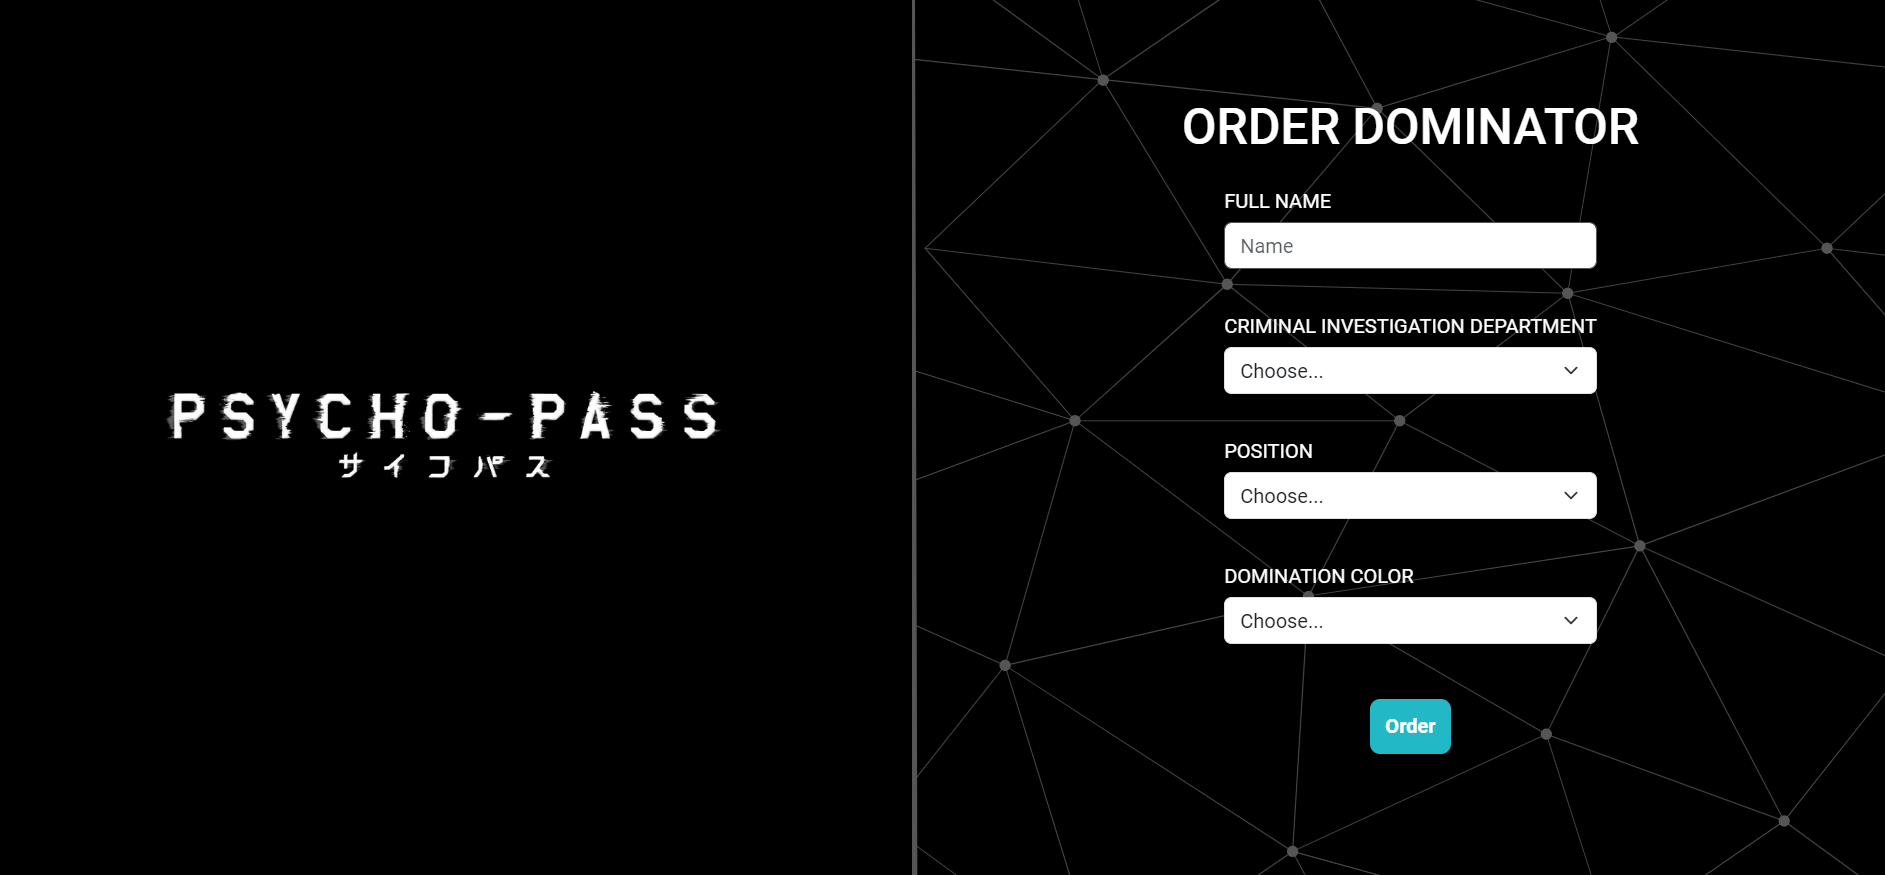 PSYCHO-PASS
サイコパス
ORDER DOMINATOR
FULL NAME
Name
CRIMINAL INVESTIGATION DEPARTMENT
Choose...
POSITION
Choose...
DOMINATION COLOR
Choose...
Order